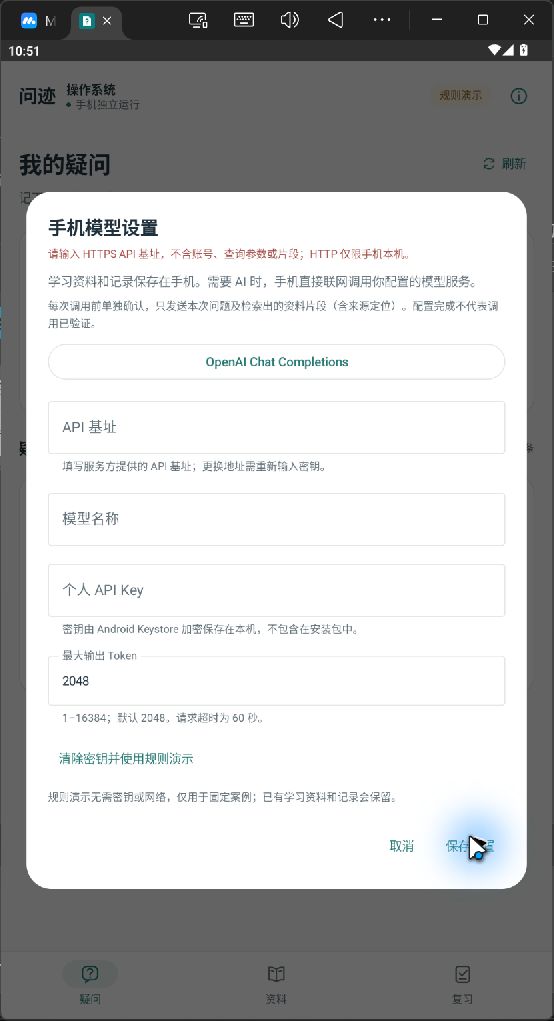 M
10:51
问迹
操作系统
手机独立运行
规则演示
我的疑问
刷新
手机模型设置
请输入 HTTPS API 基址，不含账号、查询参数或片段；HTTP 仅限手机本机。
学习资料和记录保存在手机。需要 AI 时，手机直接联网调用你配置的模型服务。
每次调用前单独确认，只发送本次问题及检索出的资料片段（含来源定位）。配置完成不代表调
用已验证。
OpenAI Chat Completions
API 基址
填写服务方提供的 API 基址；更换地址需重新输入密钥。
模型名称
个人 API Key
密钥由 Android Keystore 加密保存在本机，不包含在安装包中。
最大输出 Token
2048
1–16384；默认 2048。请求超时为 60 秒。
清除密钥并使用规则演示
规则演示无需密钥或网络，仅用于固定案例；已有学习资料和记录会保留。
取消
保存
疑问
资料
复习